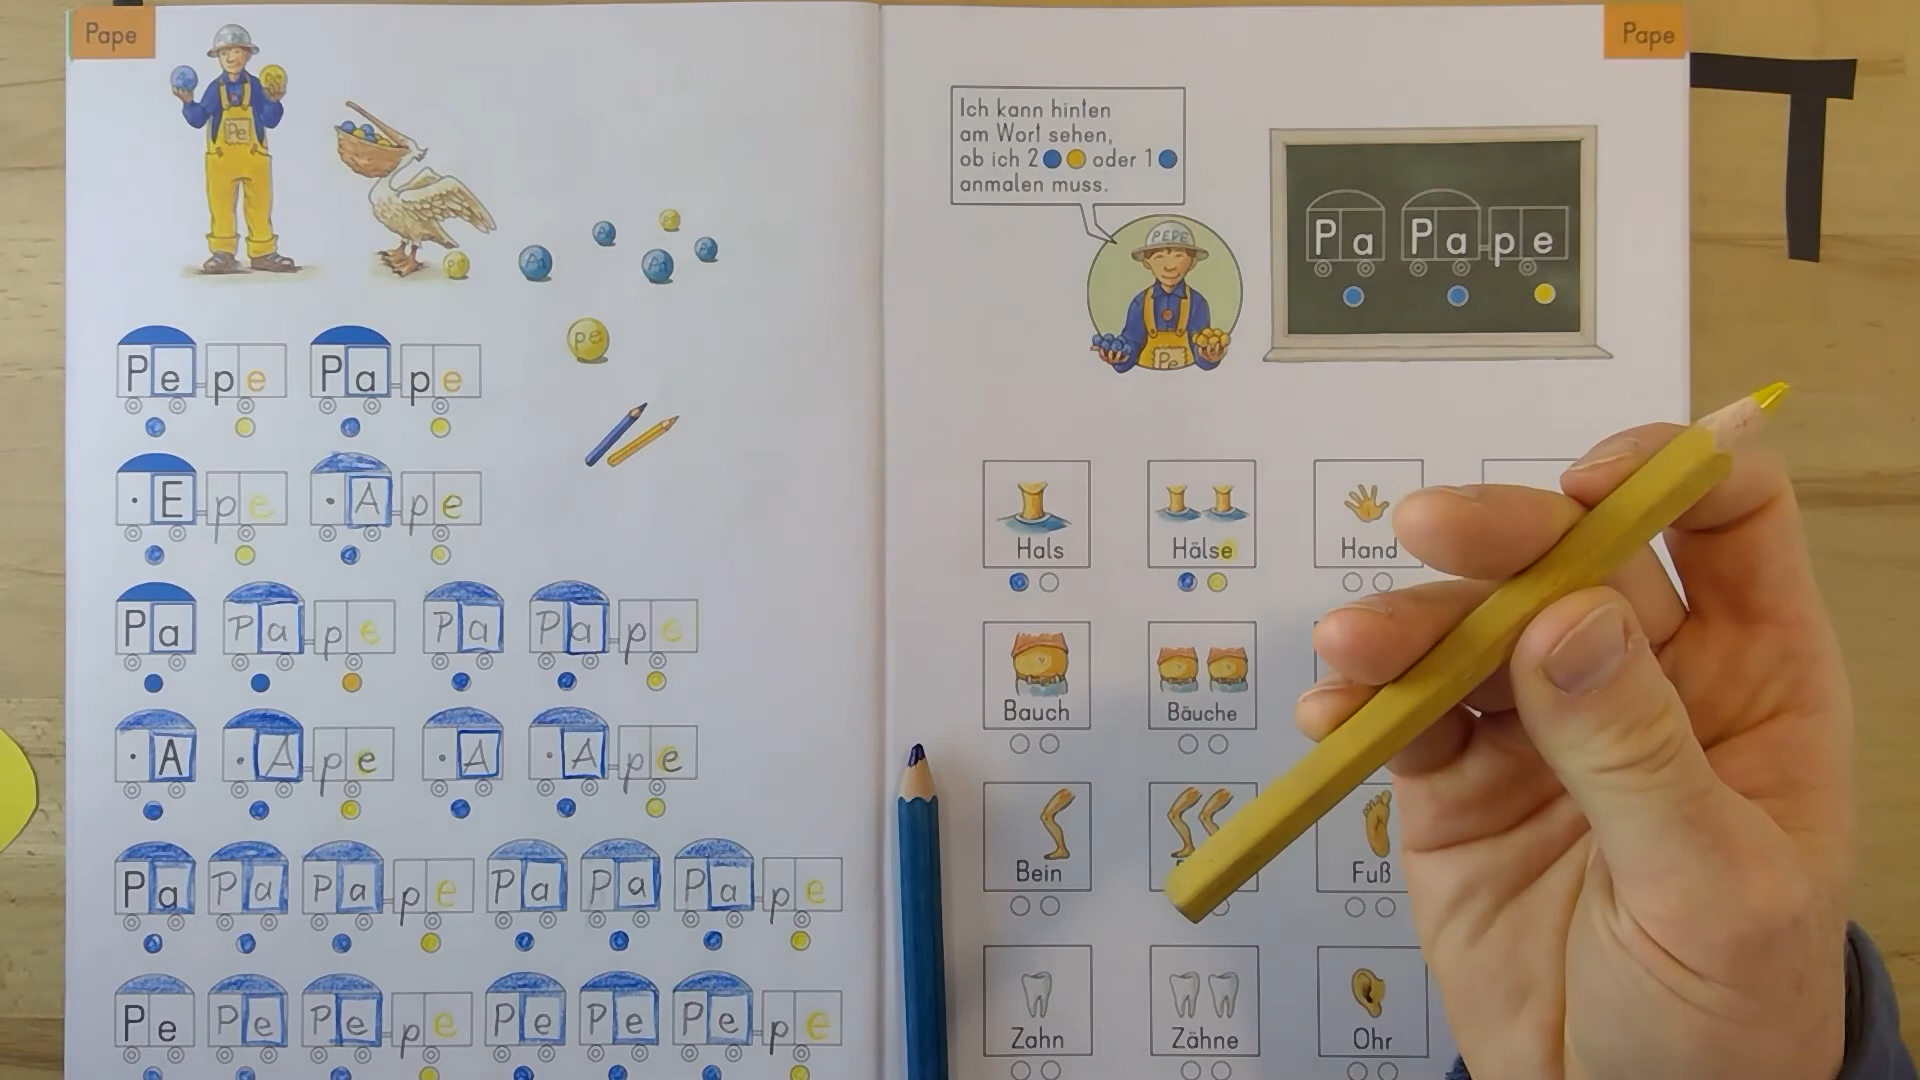 Pape
Pape
Pe
Pe
pe
Pepe Pape
· Epe · Ape
Pa Pape Pa Pape
· A · Ape · A · Ape
Pa Pa Pape Pa Pa Pape
Pe Pe Pepe Pe Pe Pepe
Ich kann hinten
am Wort sehen,
ob ich 2 oder 1
anmalen muss.
PEPE
Pe
Pa Pape
Hals Hälse Hand
Bauch Bäuche
Bein Fuß
Zahn Zähne Ohr